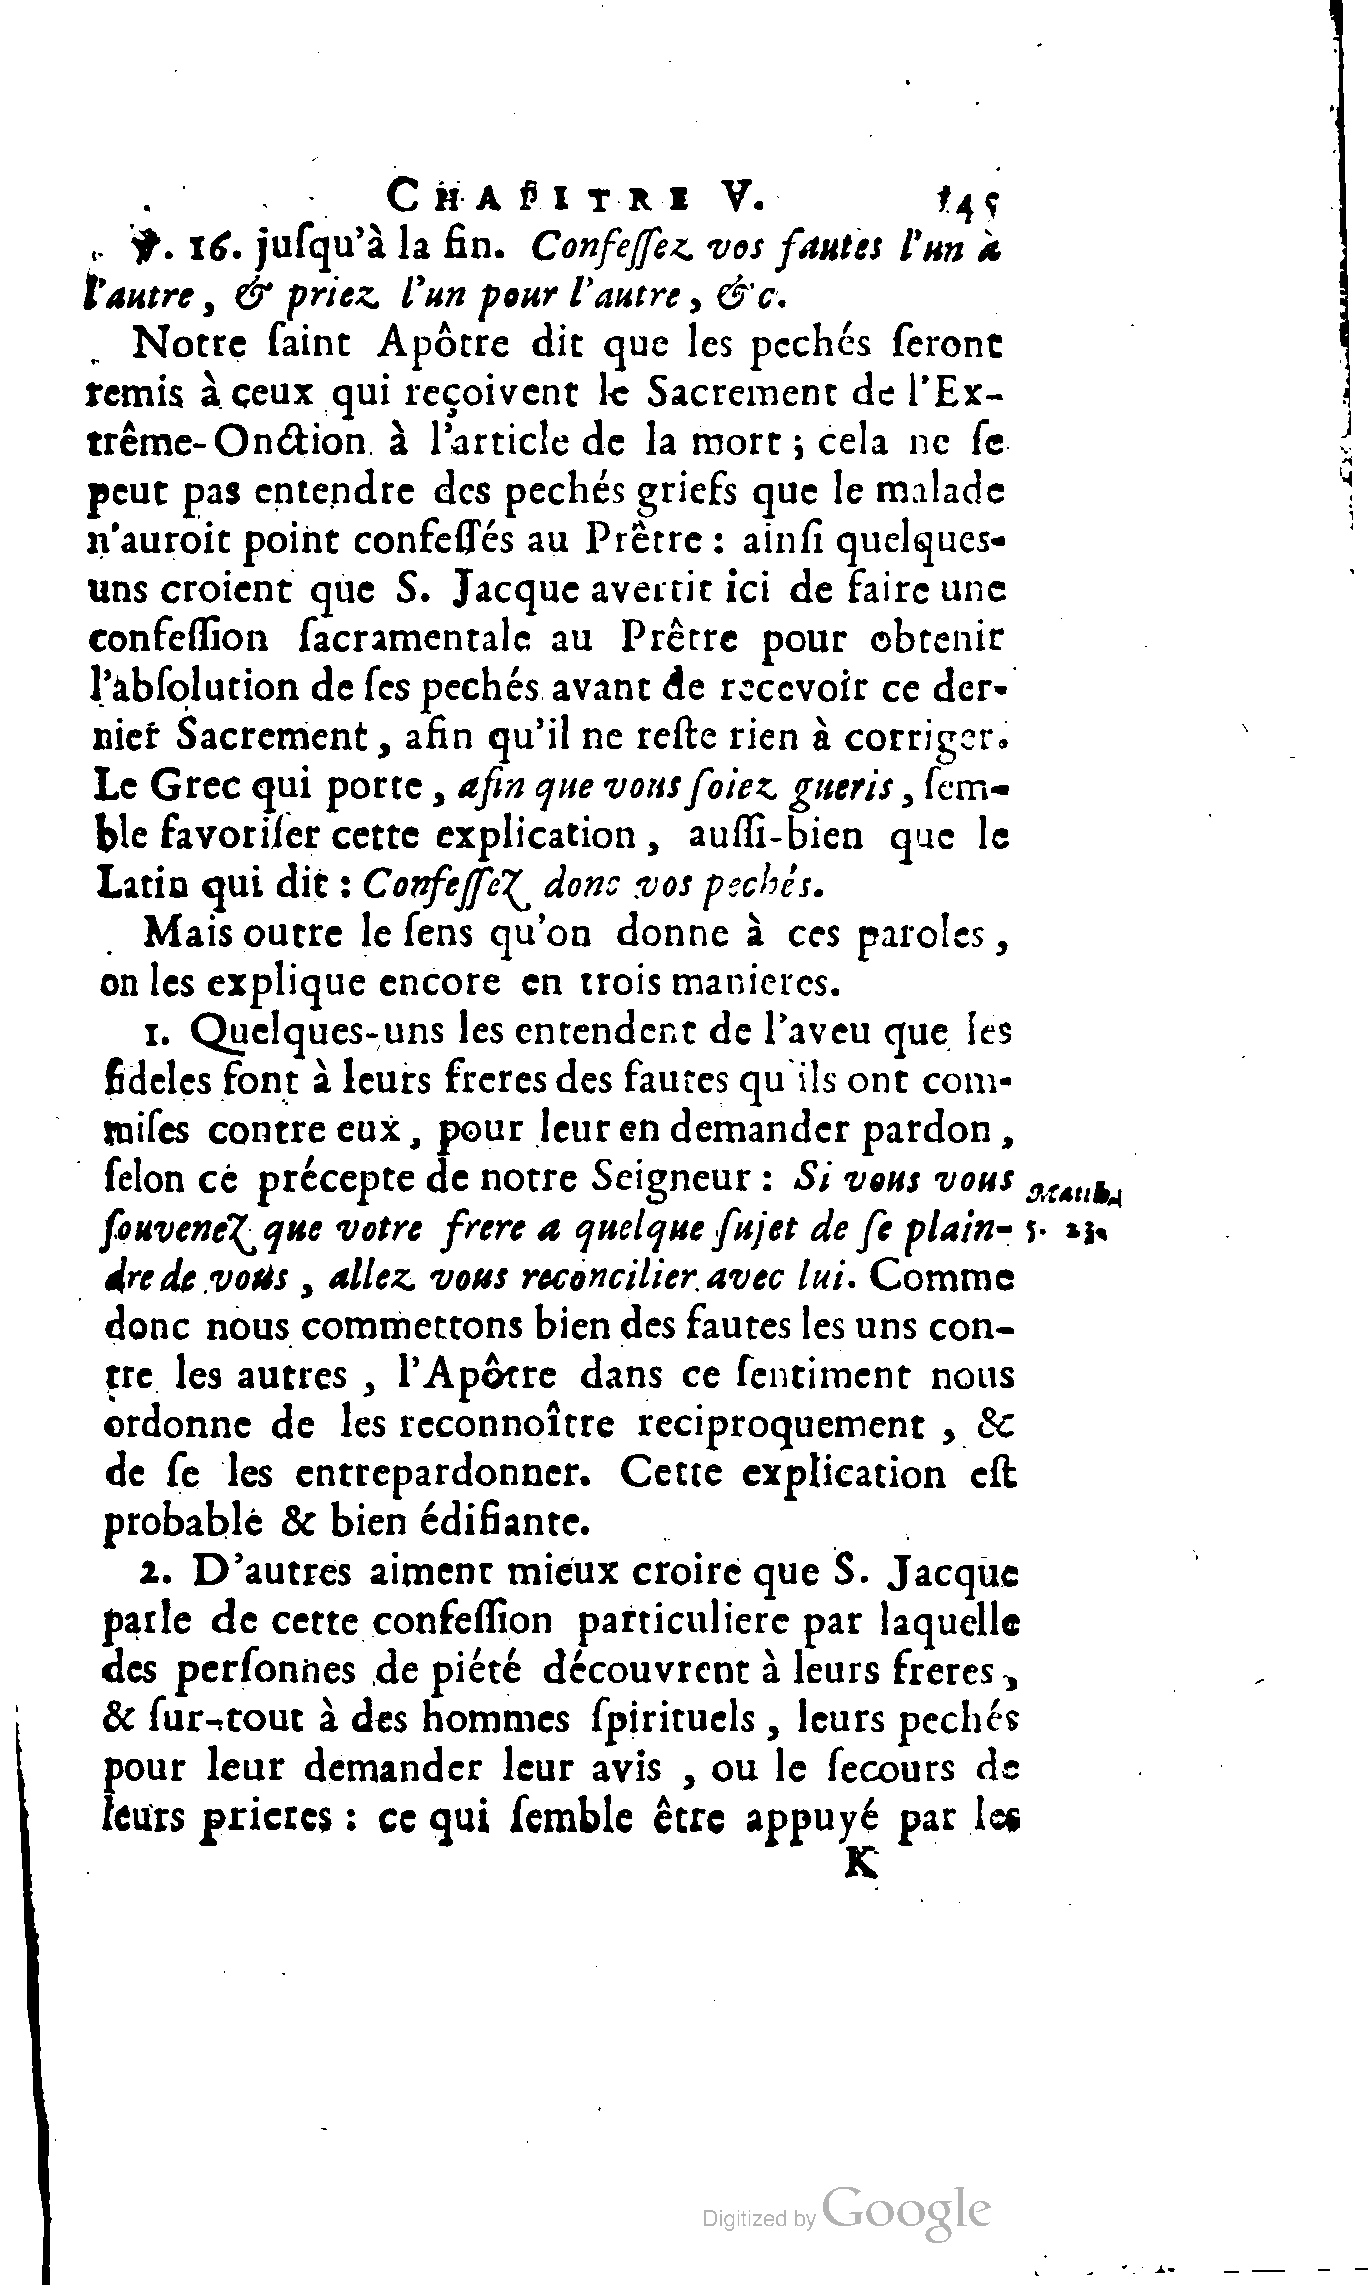 CHAPITRE V. 145
℣. 16. juſqu'à la fin. Confeſſez vos fautes l'un à
l'autre, & priez l'un pour l'autre, &c.
Notre ſaint Apôtre dit que les pechés ſeront
remis à ceux qui reçoivent le Sacrement de l'Ex-
trême-Onction à l'article de la mort ; cela ne ſe
peut pas entendre des pechés griefs que le malade
n'auroit point confeſſés au Prêtre : ainſi quelques-
uns croient que S. Jacque avertit ici de faire une
confeſſion ſacramentale au Prêtre pour obtenir
l'abſolution de ſes pechés avant de recevoir ce der-
nier Sacrement, afin qu'il ne reſte rien à corriger.
Le Grec qui porte, afin que vous ſoiez gueris, ſem-
ble favoriſer cette explication, auſſi-bien que le
Latin qui dit : Confeſſez donc vos pechés.
Mais outre le ſens qu'on donne à ces paroles,
on les explique encore en trois manieres.
1. Quelques-uns les entendent de l'aveu que les
fideles font à leurs freres des fautes qu'ils ont com-
miſes contre eux, pour leur en demander pardon,
ſelon ce précepte de notre Seigneur : Si vous vous
Matth.
ſouvenez que votre frere a quelque ſujet de ſe plain-
5. 23.
dre de vous, allez vous reconcilier avec lui. Comme
donc nous commettons bien des fautes les uns con-
tre les autres, l'Apôtre dans ce ſentiment nous
ordonne de les reconnoître reciproquement, &
de ſe les entrepardonner. Cette explication eſt
probable & bien édifiante.
2. D'autres aiment mieux croire que S. Jacque
parle de cette confeſſion particuliere par laquelle
des perſonnes de piété découvrent à leurs freres,
& ſur-tout à des hommes ſpirituels, leurs pechés
pour leur demander leur avis, ou le ſecours de
leurs prieres : ce qui ſemble être appuyé par les
K
Digitized by Google